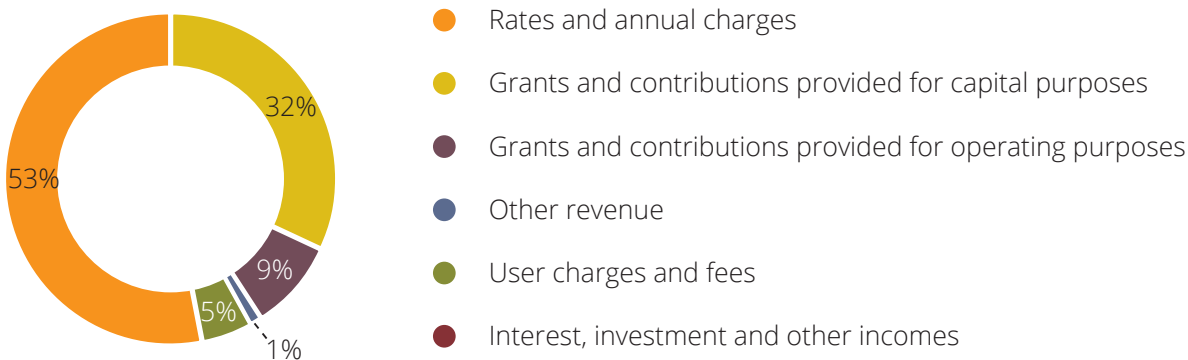 53%
32%
9%
5%
1%
Rates and annual charges
Grants and contributions provided for capital purposes
Grants and contributions provided for operating purposes
Other revenue
User charges and fees
Interest, investment and other incomes